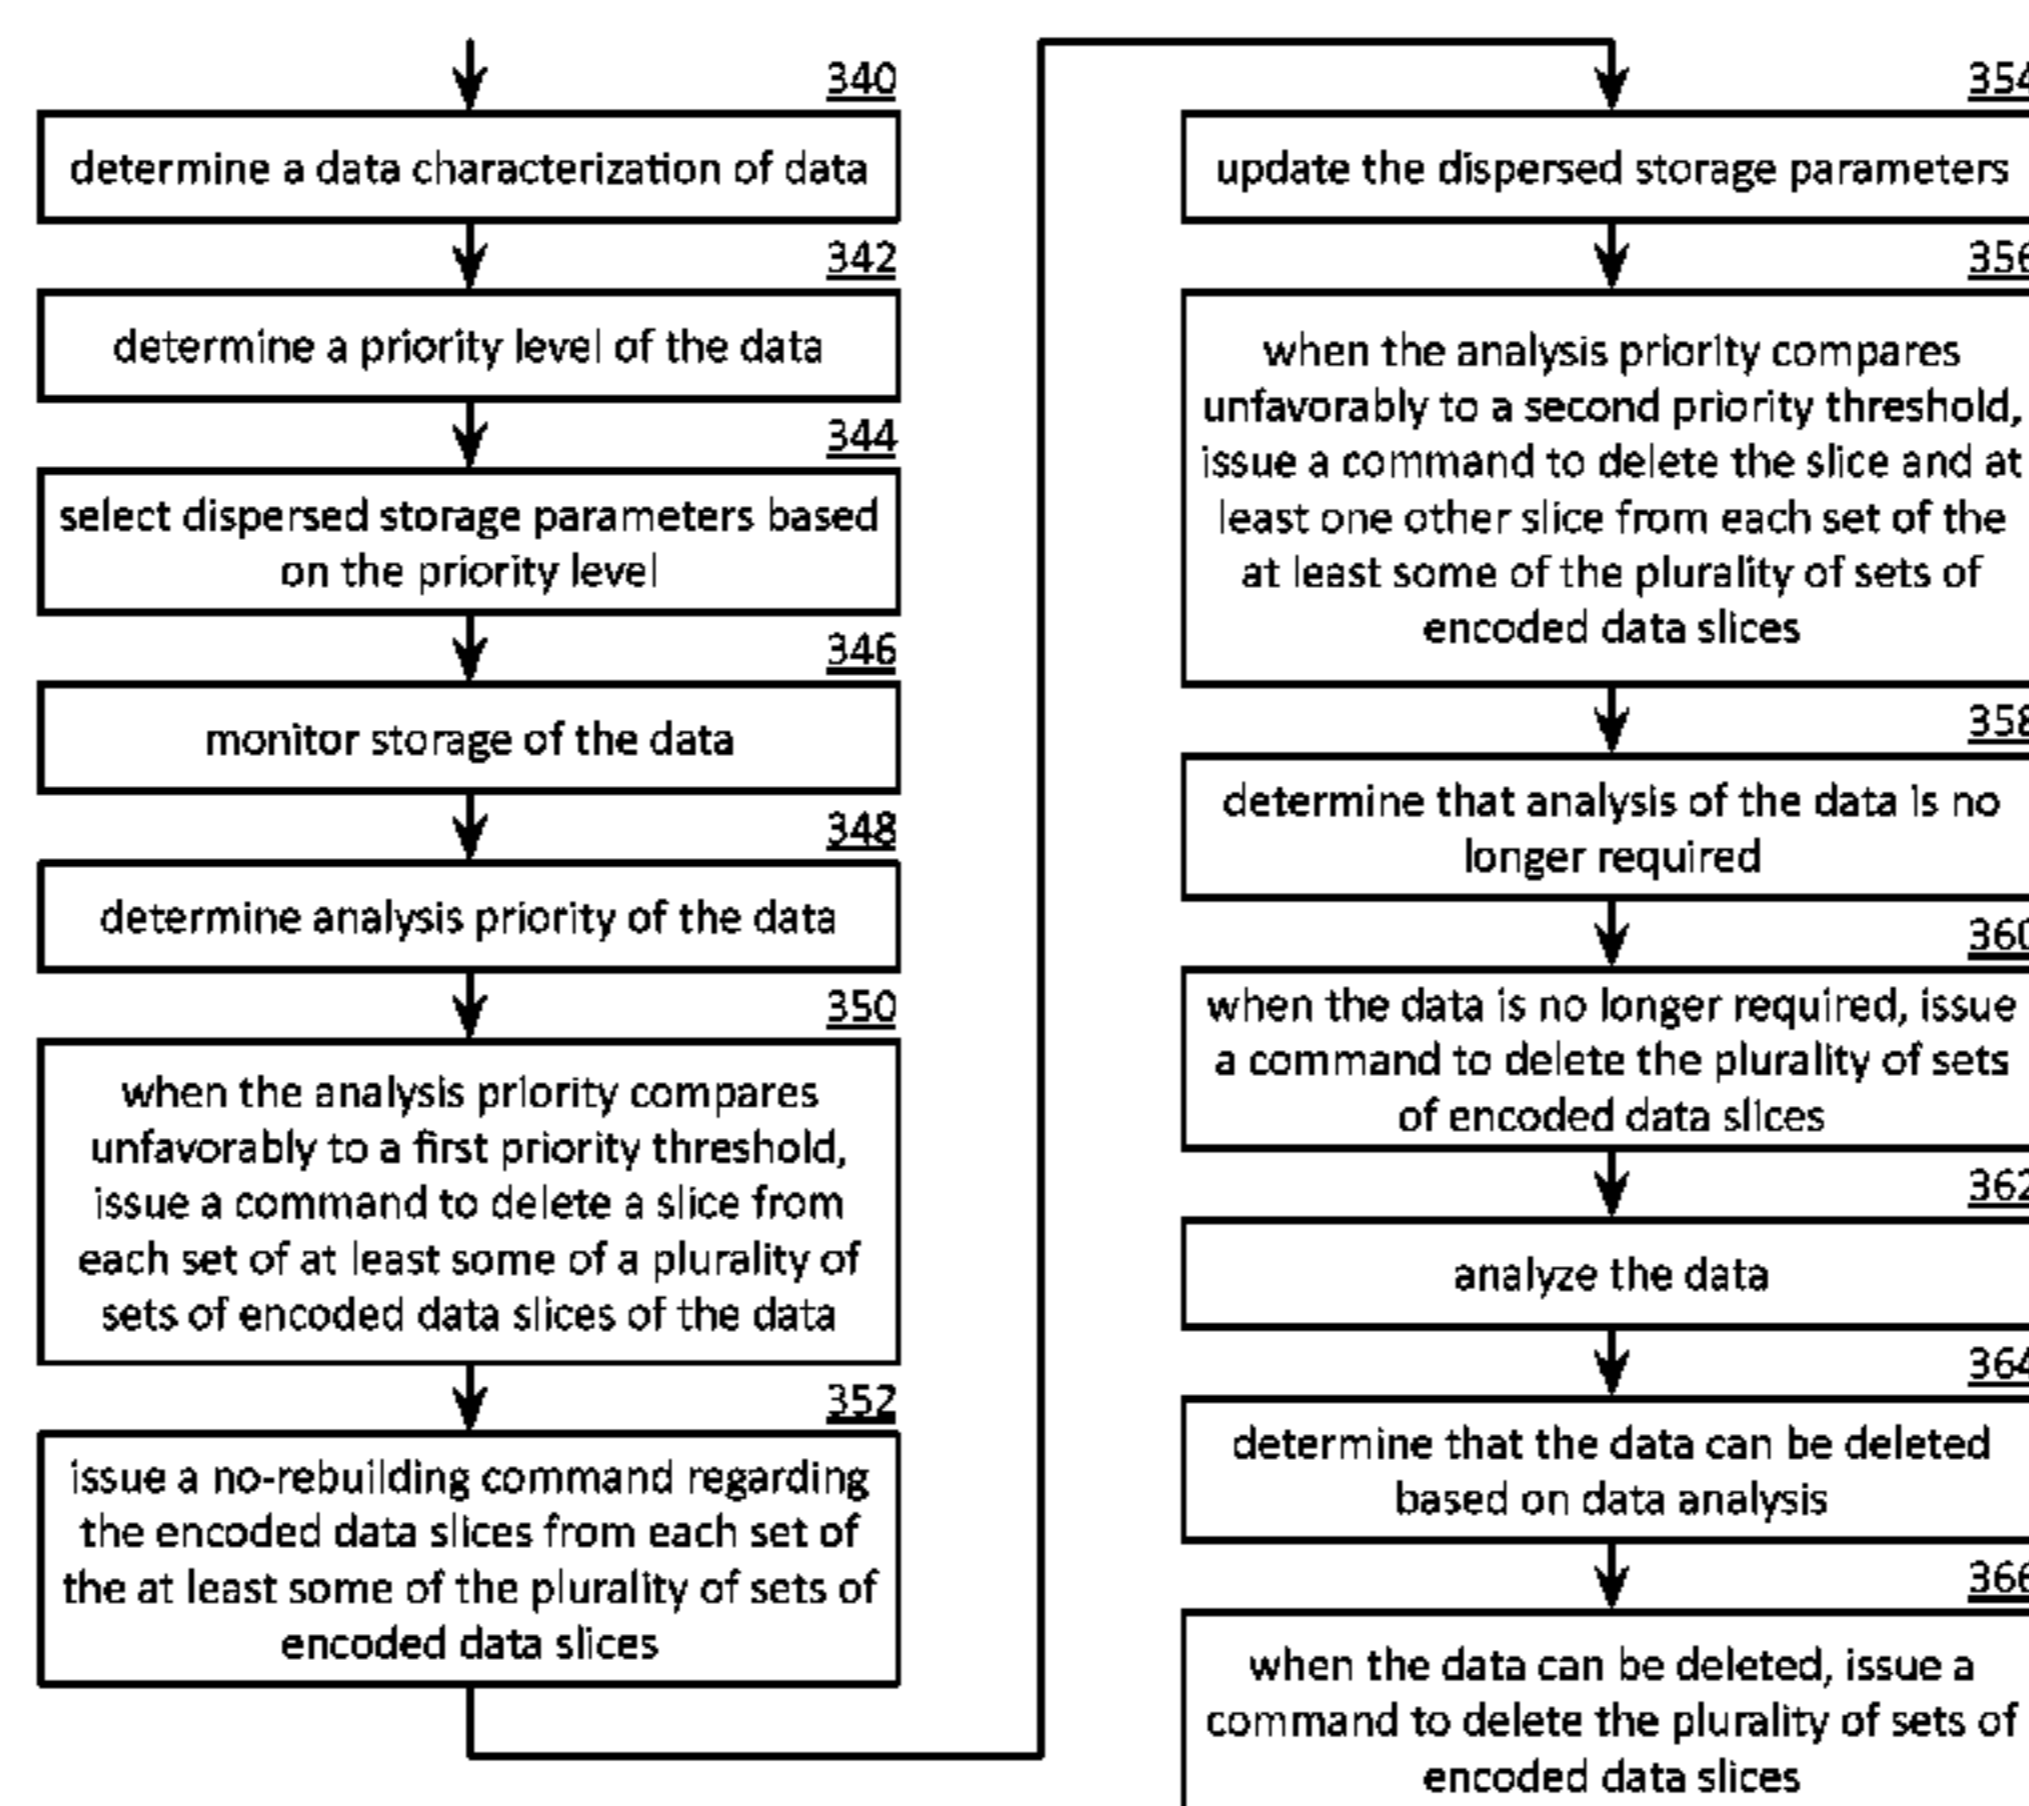 340
determine a data characterization of data
342
determine a priority level of the data
344
select dispersed storage parameters based
on the priority level
346
monitor storage of the data
348
determine analysis priority of the data
350
when the analysis priority compares
unfavorably to a first priority threshold,
issue a command to delete a slice from
each set of at least some of a plurality of
sets of encoded data slices of the data
352
issue a no-rebuilding command regarding
the encoded data slices from each set of
the at least some of the plurality of sets of
encoded data slices
354
update the dispersed storage parameters
356
when the analysis priority compares
unfavorably to a second priority threshold,
issue a command to delete the slice and at
least one other slice from each set of the
at least some of the plurality of sets of
encoded data slices
358
determine that analysis of the data is no
longer required
360
when the data is no longer required, issue
a command to delete the plurality of sets
of encoded data slices
362
analyze the data
364
determine that the data can be deleted
based on data analysis
366
when the data can be deleted, issue a
command to delete the plurality of sets of
encoded data slices